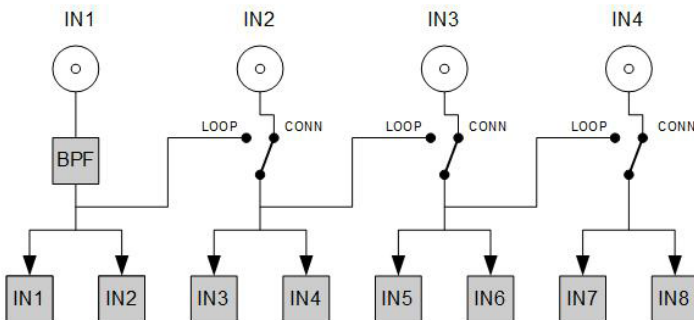 IN1 IN2 IN3 IN4
LOOP CONN LOOP CONN LOOP CONN
BPF
IN1 IN2 IN3 IN4 IN5 IN6 IN7 IN8